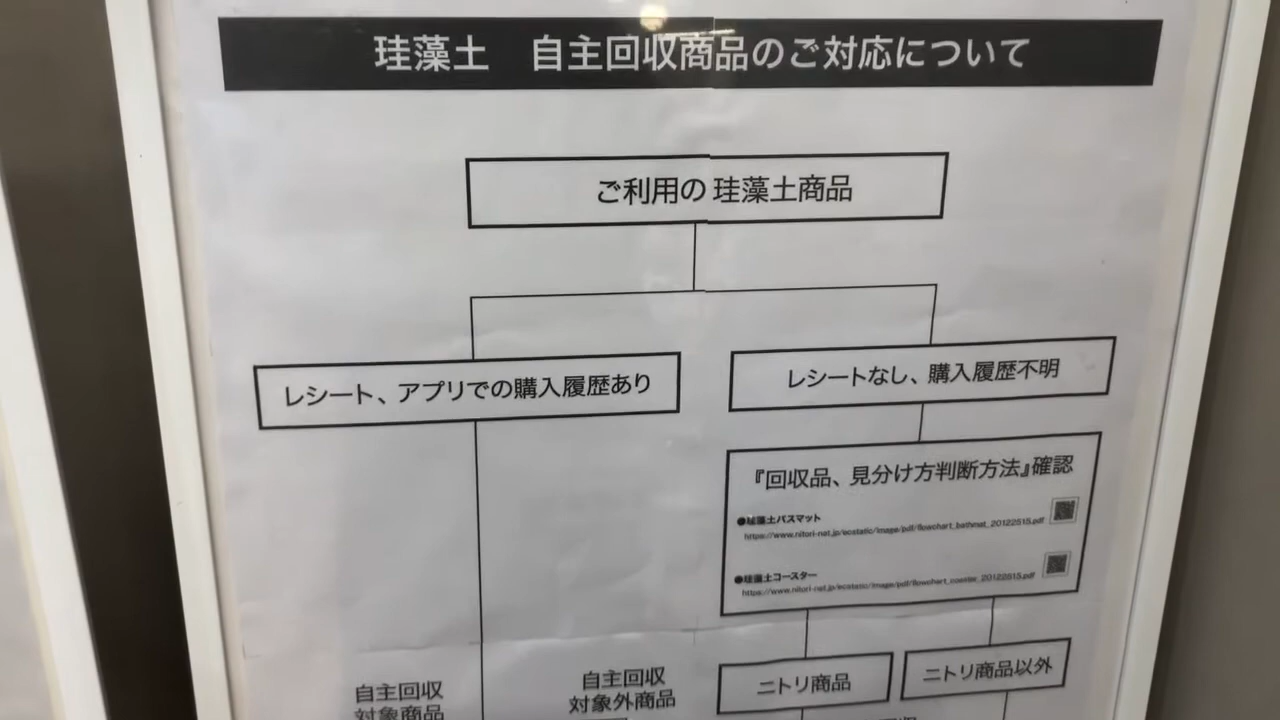 珪藻土 自主回収商品のご対応について
ご利用の 珪藻土商品
レシート、アプリでの購入履歴あり
レシートなし、購入履歴不明
『回収品、見分け方判断方法』確認
●珪藻土バスマット
https://www.nitori-net.jp/ecstatic/image/pdf/flowchart_bathmat_20122515.pdf
●珪藻土コースター
https://www.nitori-net.jp/ecstatic/image/pdf/flowchart_coaster_20122515.pdf
自主回収
対象商品
自主回収
対象外商品
ニトリ商品
ニトリ商品以外